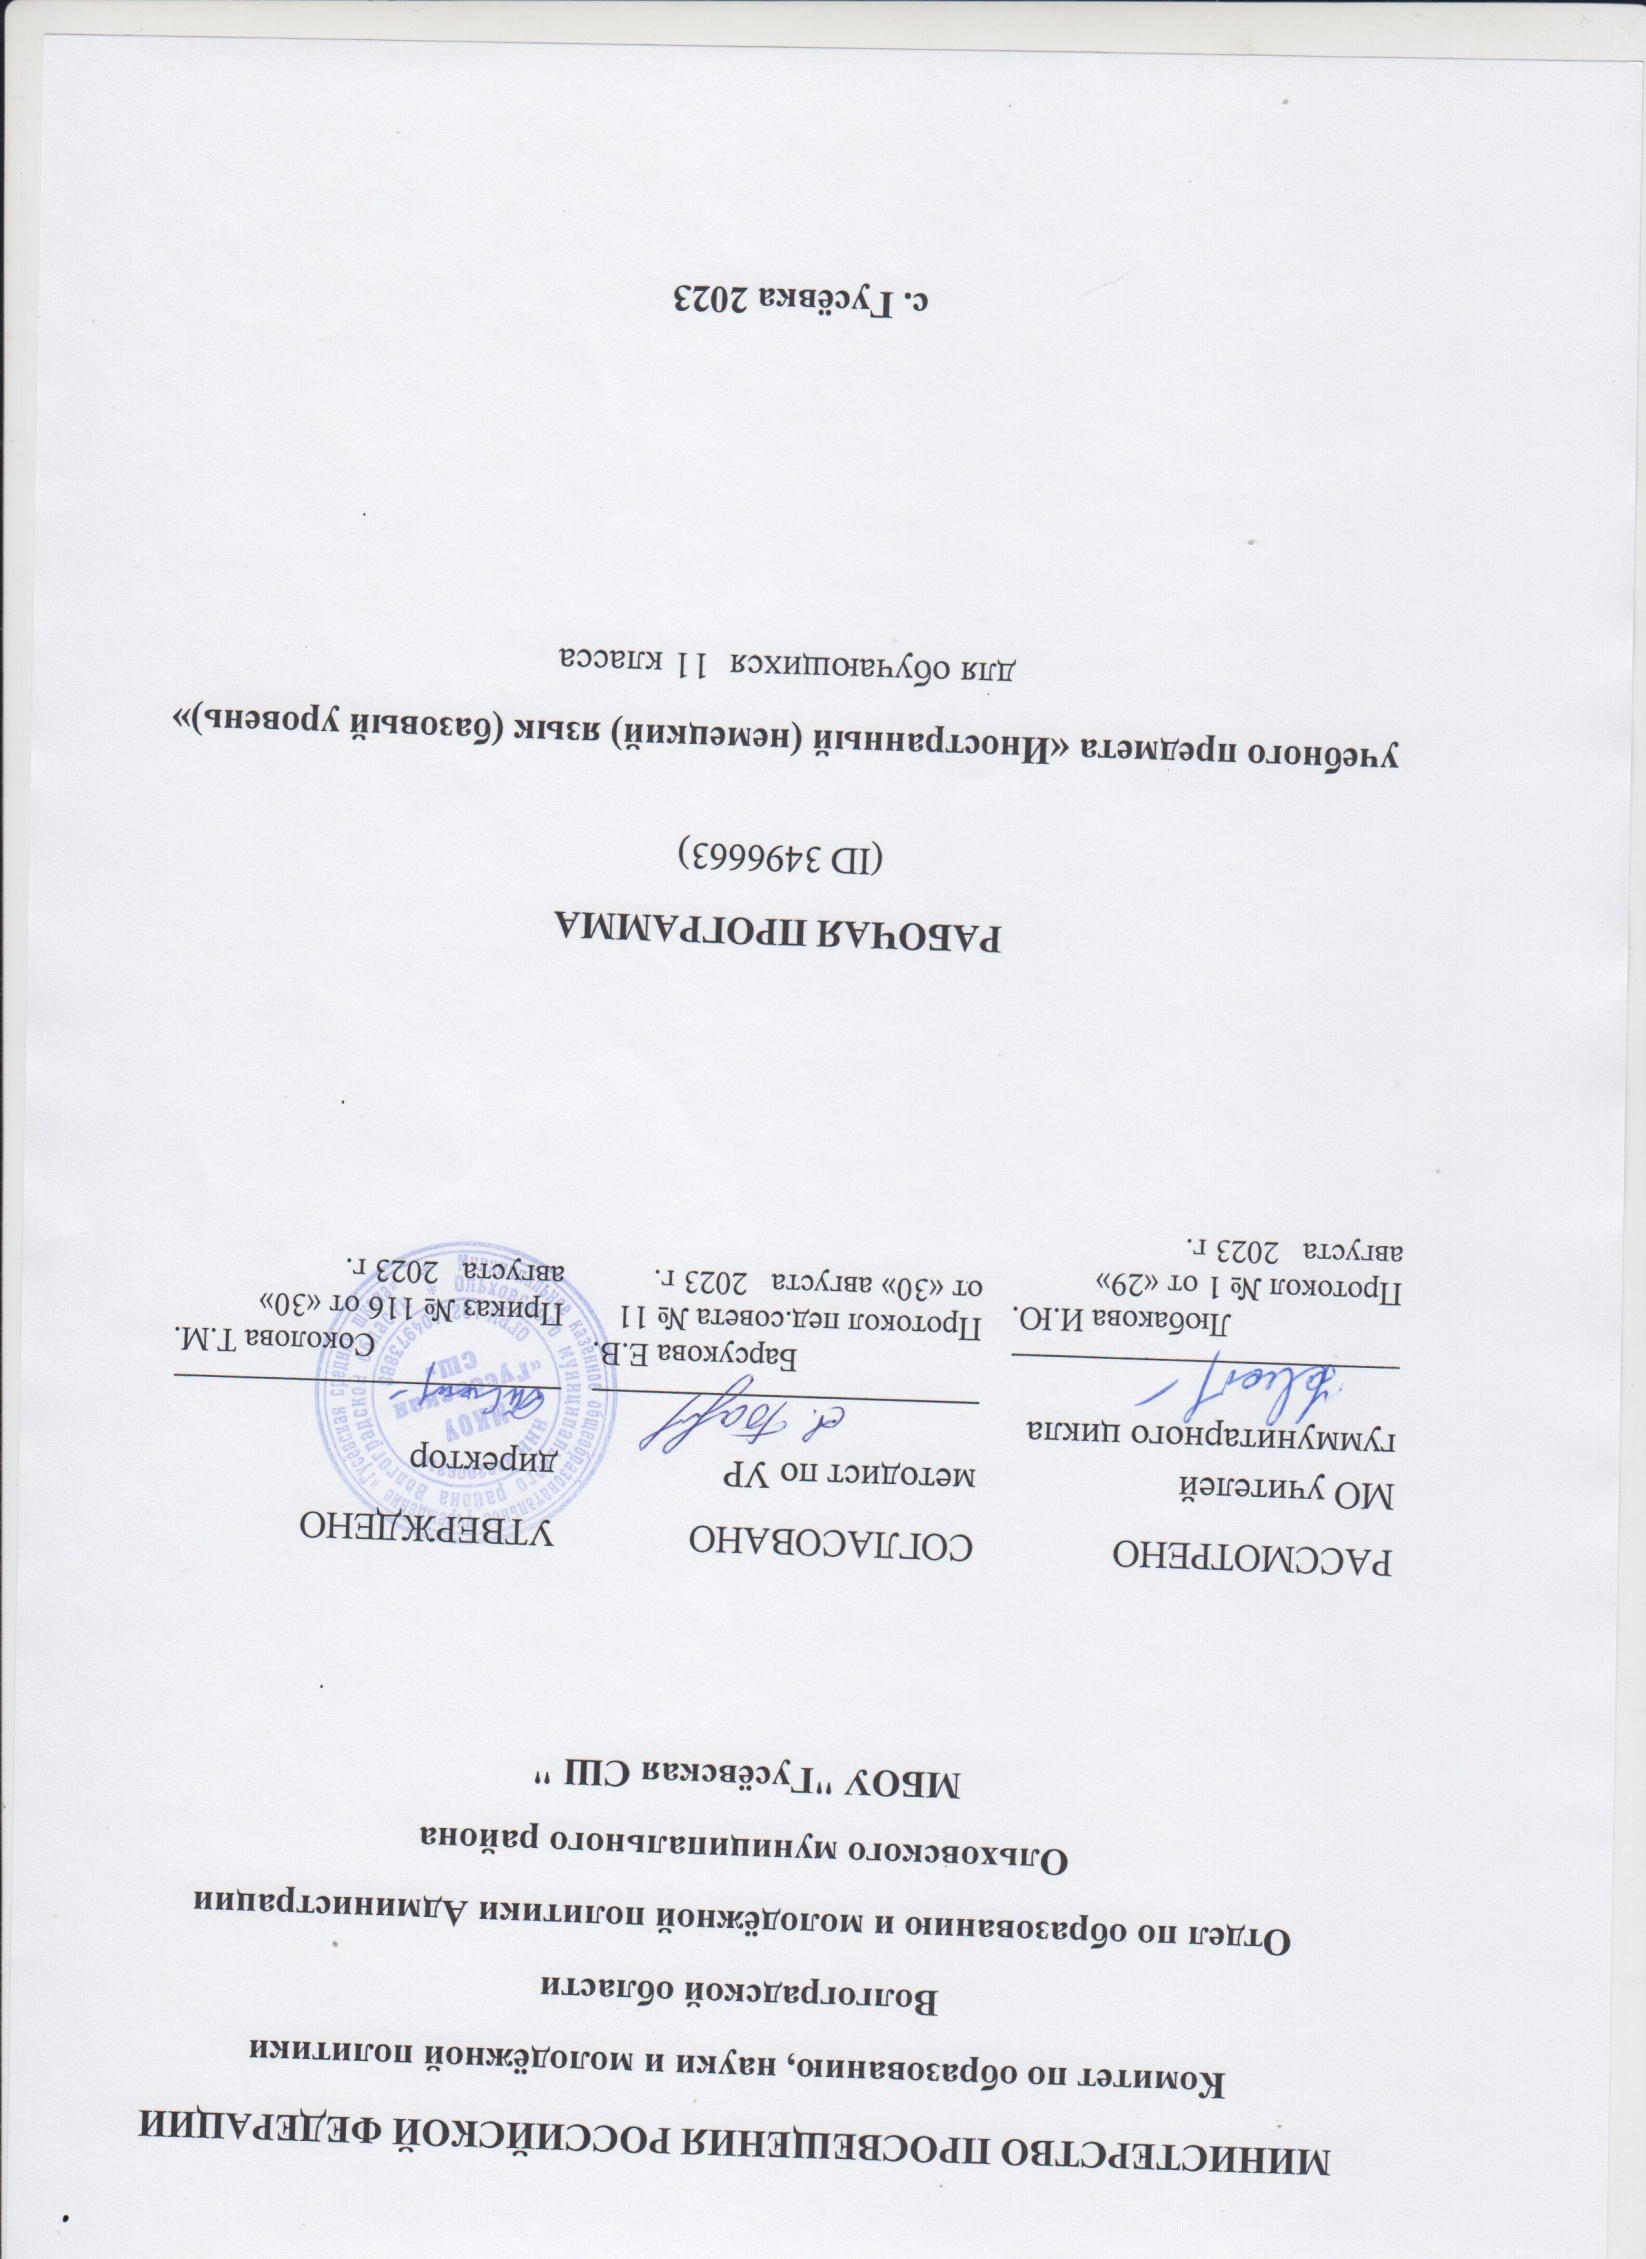 МИНИСТЕРСТВО ПРОСВЕЩЕНИЯ РОССИЙСКОЙ ФЕДЕРАЦИИ
Комитет по образованию, науки и молодёжной политики
Волгоградской области
Отдел по образованию и молодёжной политики Администрации
Ольховского муниципального района
МБОУ "Гусёвская СШ "
РАССМОТРЕНО
МО учителей
гуммунитарного цикла
Любакова И.Ю.
Протокол № 1 от «29»
августа 2023 г.
СОГЛАСОВАНО
методист по УР
Барсукова Е.В.
Протокол пед.совета № 11
от «30» августа 2023 г.
УТВЕРЖДЕНО
директор
Соколова Т.М.
Приказ № 116 от «30»
августа 2023 г.
МКОУ
СШ»
РАБОЧАЯ ПРОГРАММА
(ID 3496663)
учебного предмета «Иностранный (немецкий) язык (базовый уровень)»
для обучающихся 11 класса
с. Гусёвка 2023